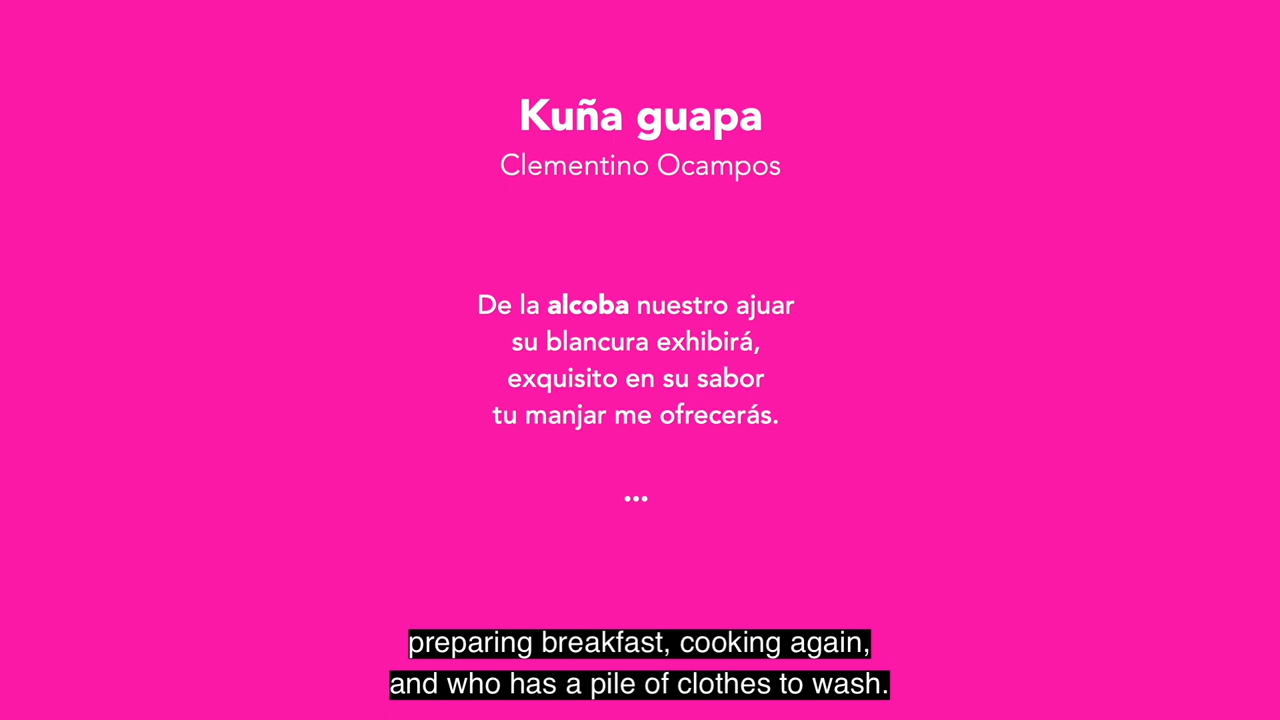 Kuña guapa
Clementino Ocampos
De la alcoba nuestro ajuar
su blancura exhibirá,
exquisito en su sabor
tu manjar me ofrecerás.
...
preparing breakfast, cooking again,
and who has a pile of clothes to wash.